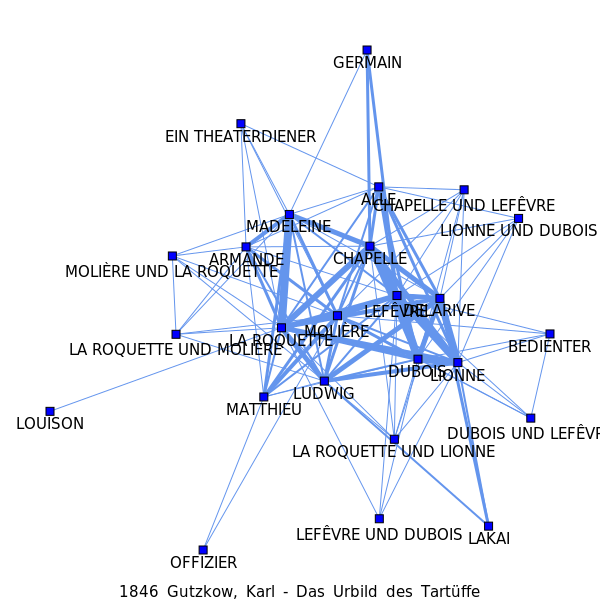 GERMAIN
EIN THEATERDIENER
ALLE
CHAPELLE UND LEFÊVRE
MADELEINE
LIONNE UND DUBOIS
ARMANDE
CHAPELLE
MOLIÈRE UND LA ROQUETTE
LEFÊVRE
DELARIVE
MOLIÈRE
LA ROQUETTE
LA ROQUETTE UND MOLIÈRE
BEDIENTER
DUBOIS
LIONNE
LUDWIG
MATTHIEU
LOUISON
DUBOIS UND LEFÊVR
LA ROQUETTE UND LIONNE
LEFÊVRE UND DUBOIS
LAKAI
OFFIZIER
1846 Gutzkow, Karl - Das Urbild des Tartüffe